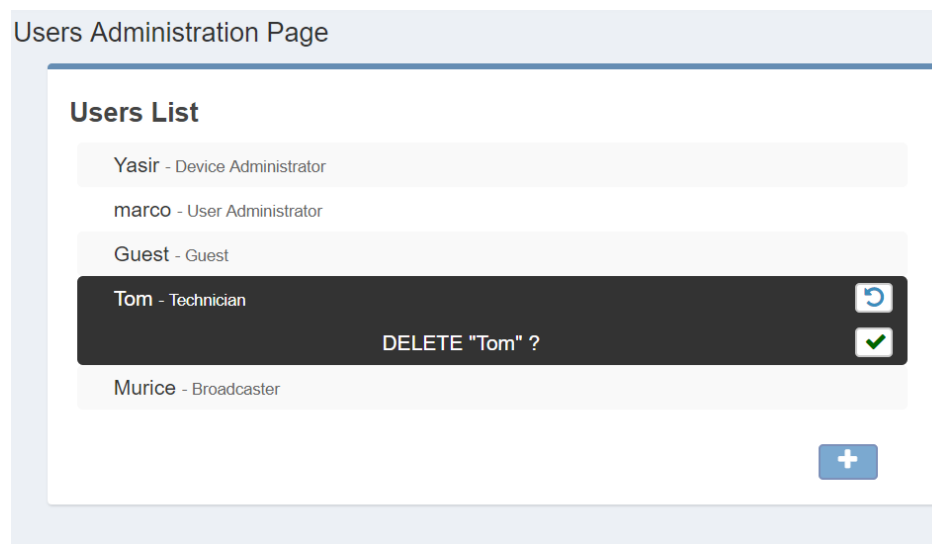 Users Administration Page
Users List
Yasir - Device Administrator
marco - User Administrator
Guest - Guest
Tom - Technician
DELETE "Tom" ?
Murice - Broadcaster